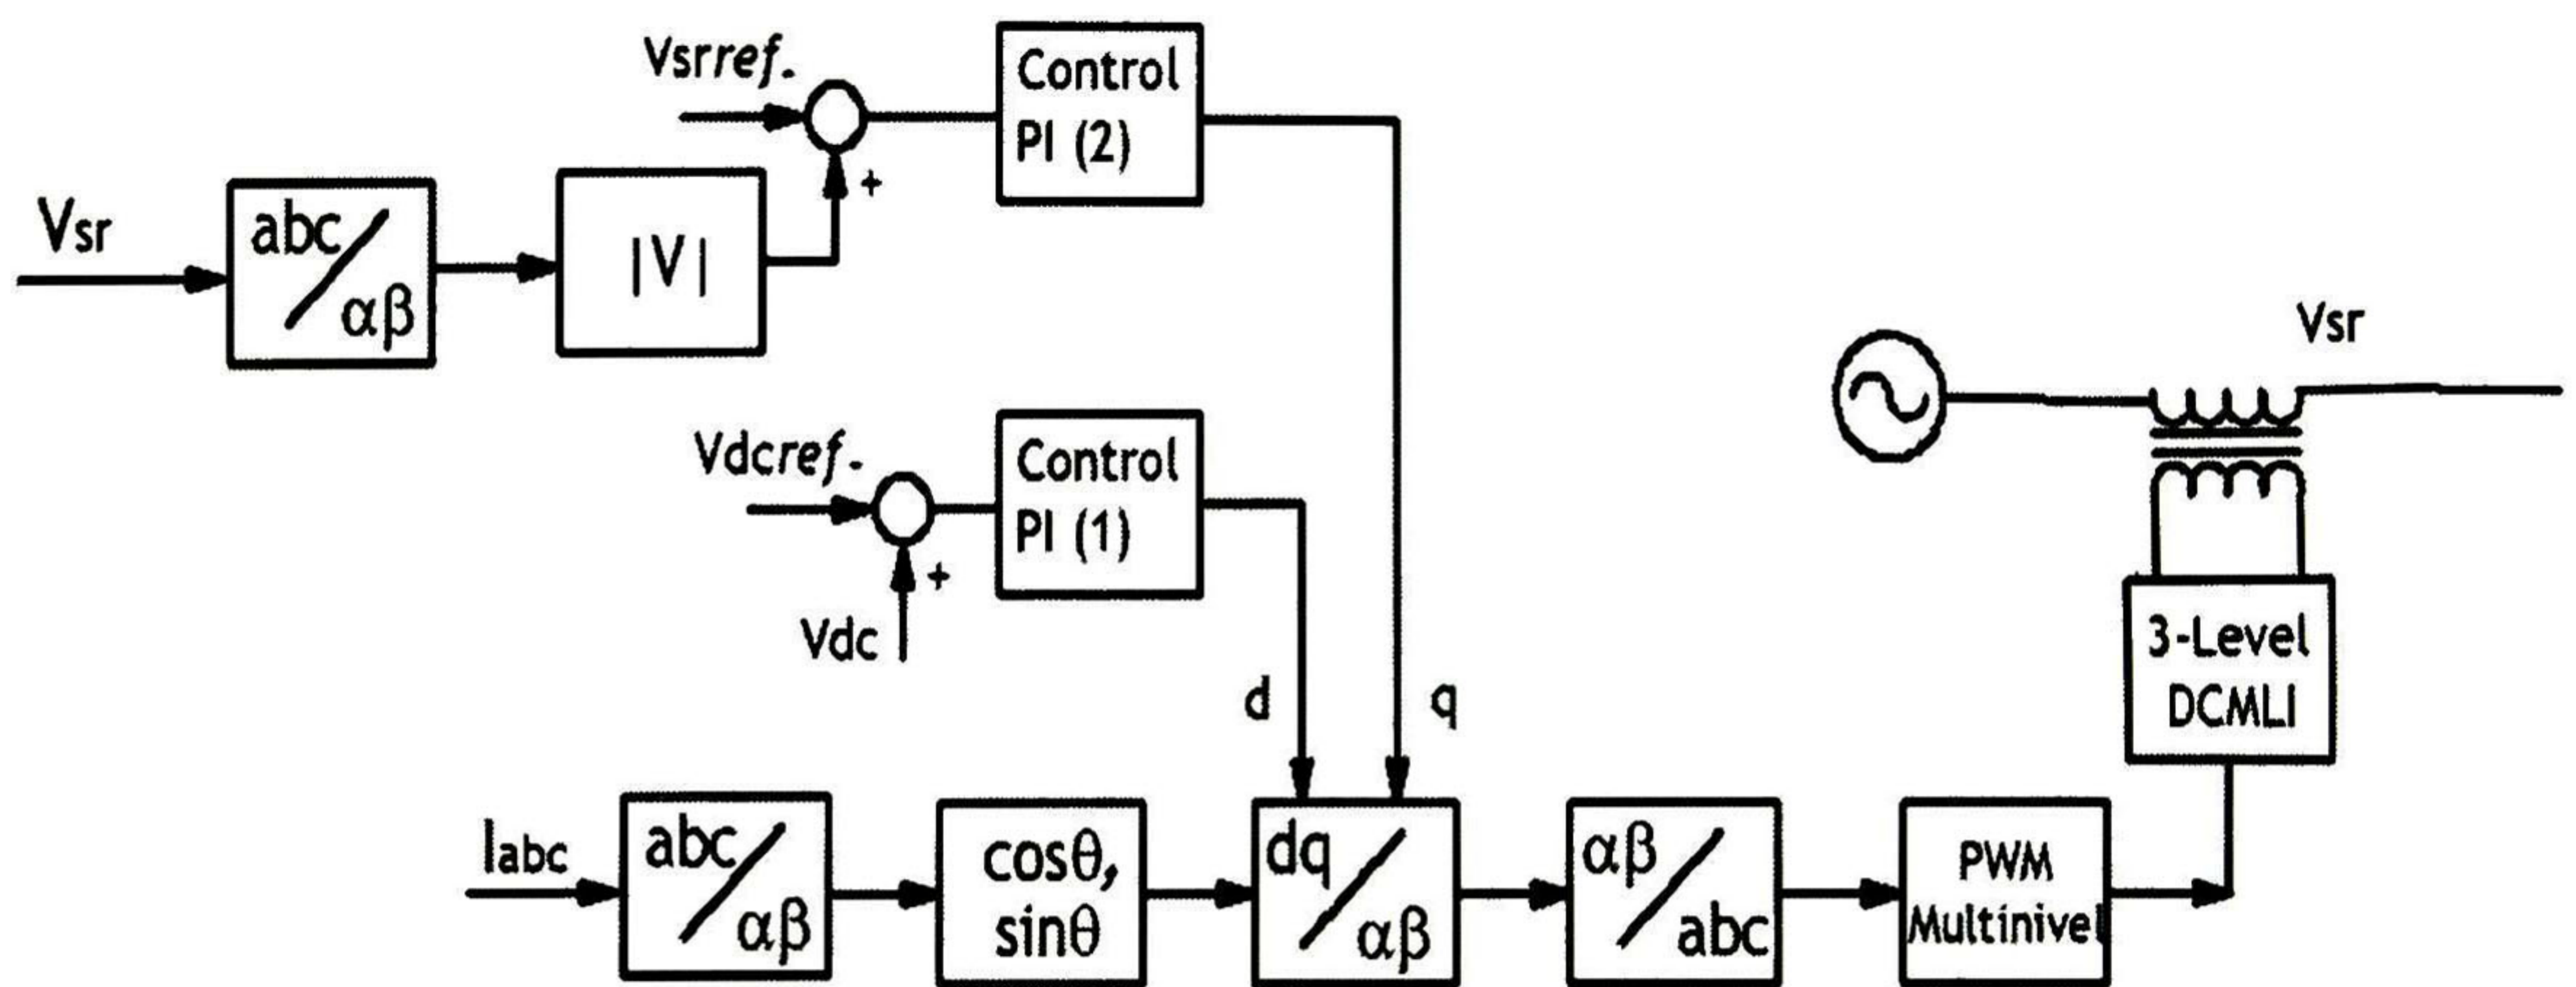 Vsrref-
Control
PI (2)
+
Vsr
abc/αβ
|V|
Vsr
Vdcref-
Control
PI (1)
+
Vdc
3-Level
DCMLI
d
q
Iabc
abc/αβ
cosθ,
sinθ
dq/αβ
αβ/abc
PWM
Multinivel